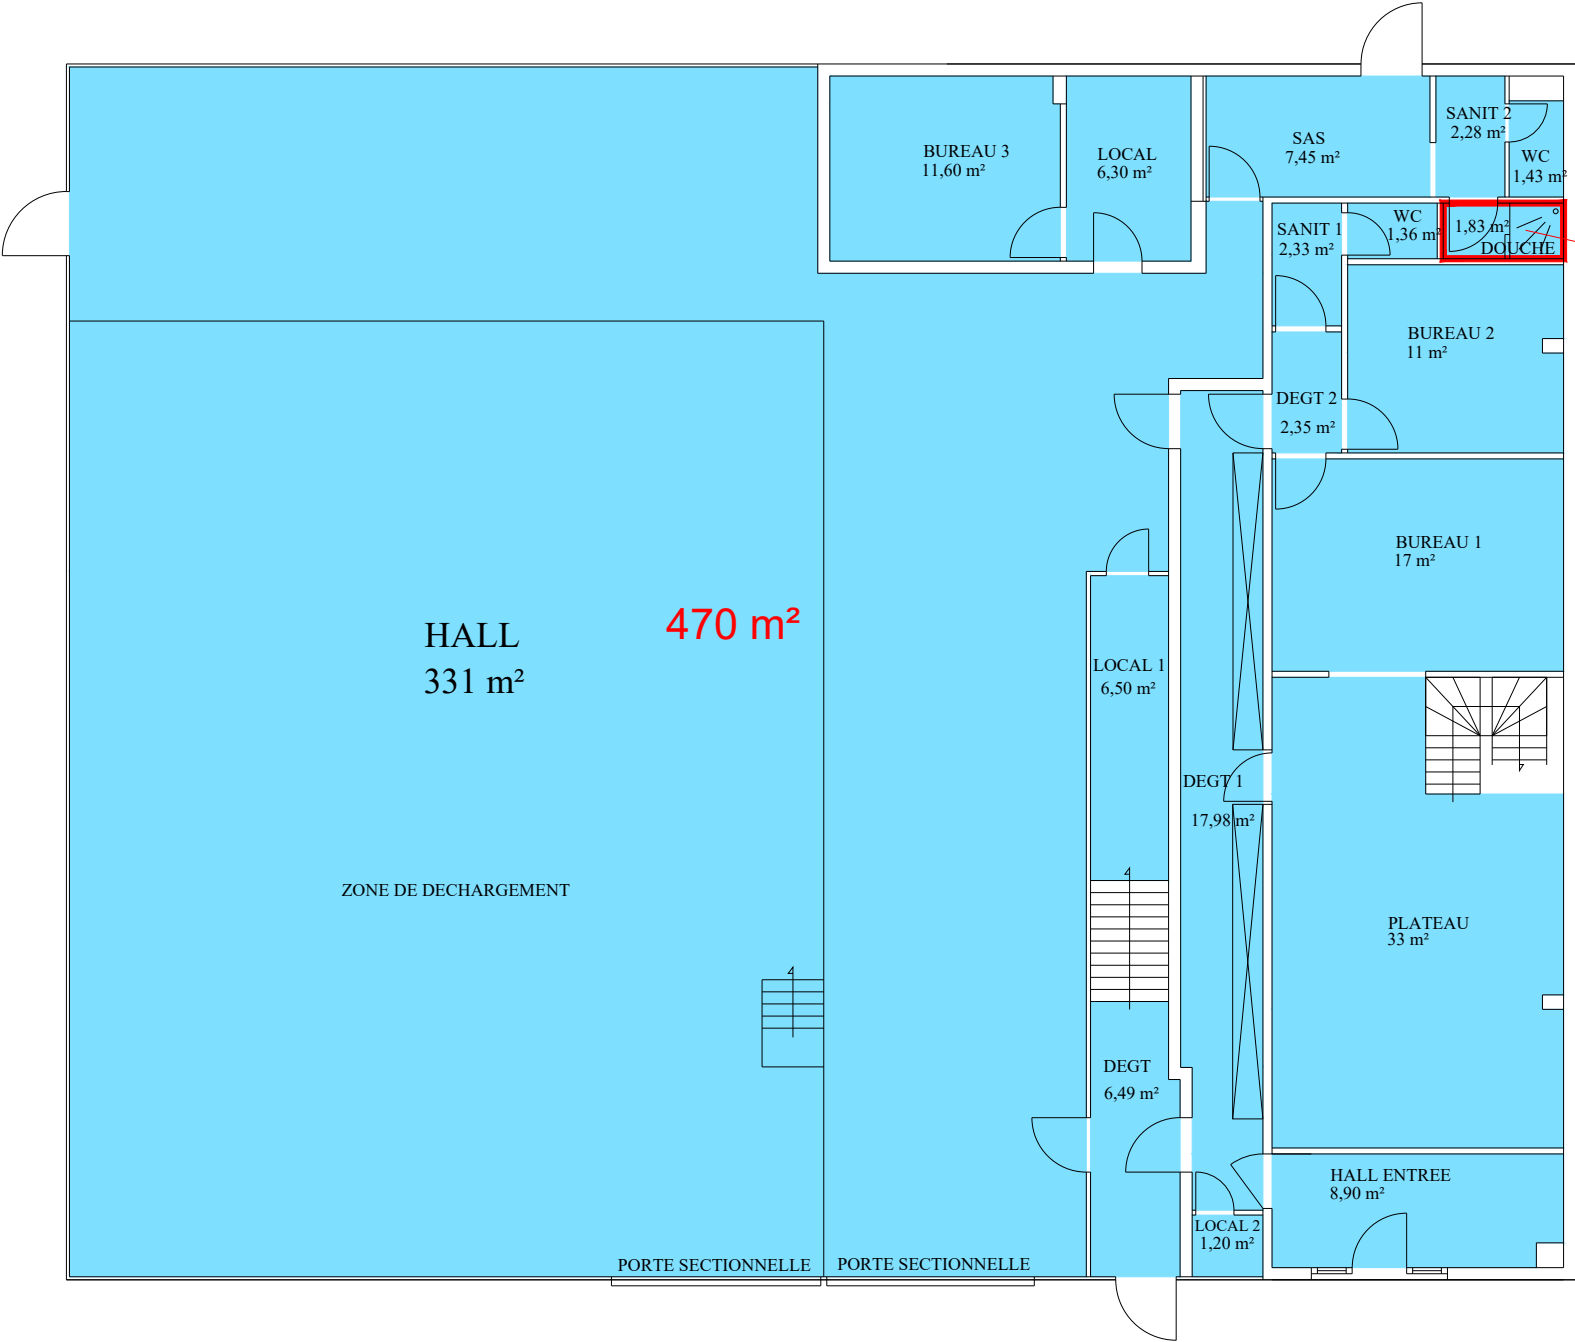 SANIT 2
2,28 m²
SAS
7,45 m²
BUREAU 3
11,60 m²
LOCAL
6,30 m²
WC
1,43 m²
WC
1,36 m²
1,83 m²
DOUCHE
SANIT 1
2,33 m²
BUREAU 2
11 m²
DEGT 2
2,35 m²
BUREAU 1
17 m²
HALL
331 m²
470 m²
LOCAL 1
6,50 m²
DEGT 1
17,98 m²
ZONE DE DECHARGEMENT
PLATEAU
33 m²
DEGT
6,49 m²
HALL ENTREE
8,90 m²
LOCAL 2
1,20 m²
PORTE SECTIONNELLE
PORTE SECTIONNELLE